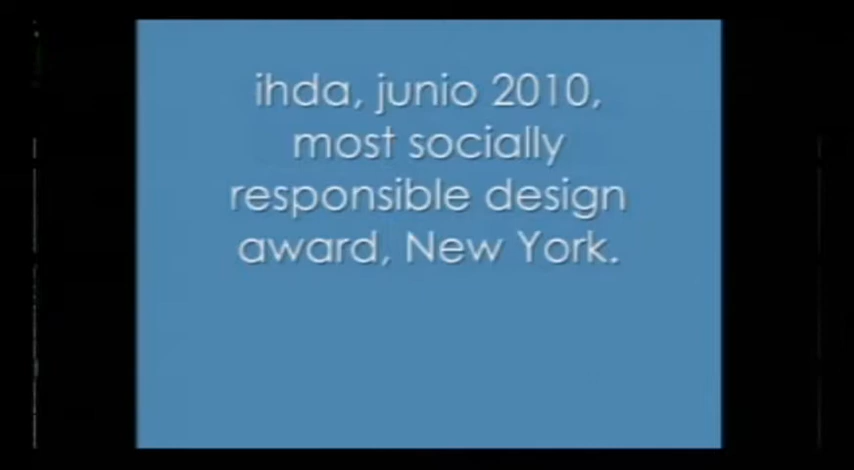 ihda, junio 2010,
most socially
responsible design
award, New York.